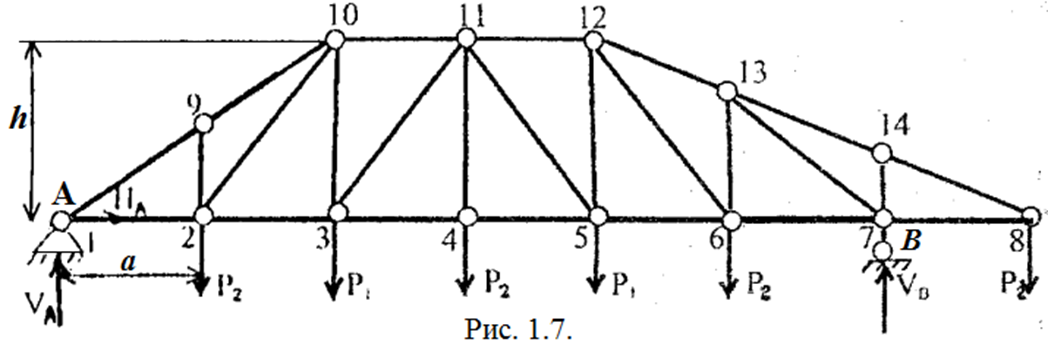 10 11 12
13
h 9 14
A H_A
1 2 3 4 5 6 7 B 8
a P₂ P₁ P₂ P₁ P₂ V_B P₂
V_A
Рис. 1.7.